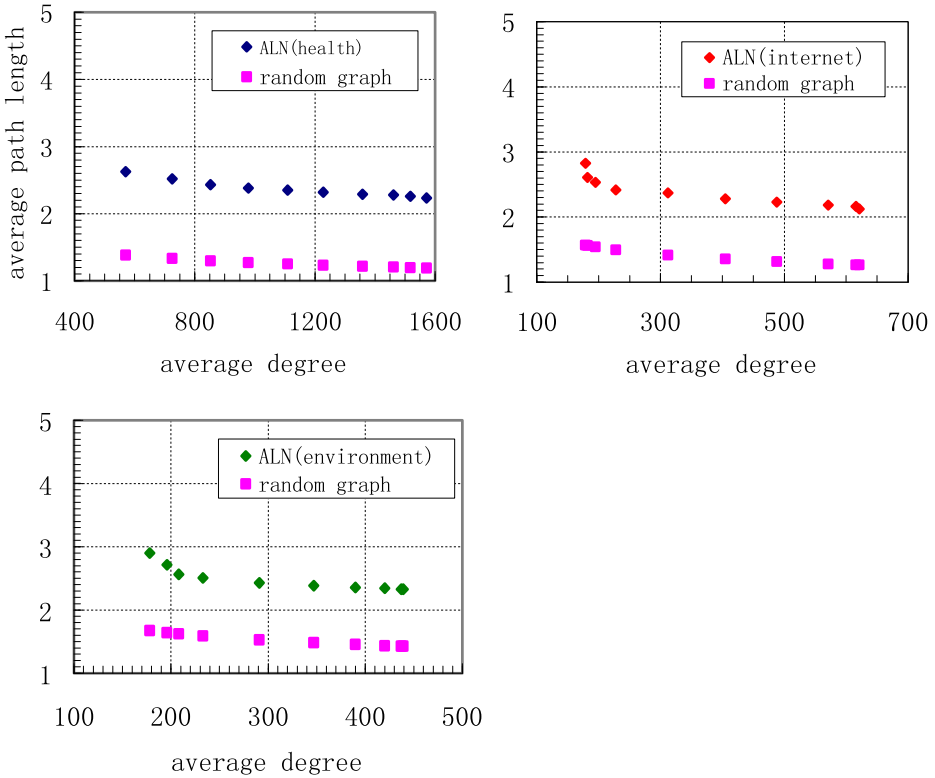 average path length
5
4
3
2
1
ALN(health)
random graph
400 800 1200 1600
average degree
5
4
3
2
1
ALN(internet)
random graph
100 300 500 700
average degree
5
4
3
2
1
ALN(environment)
random graph
100 200 300 400 500
average degree